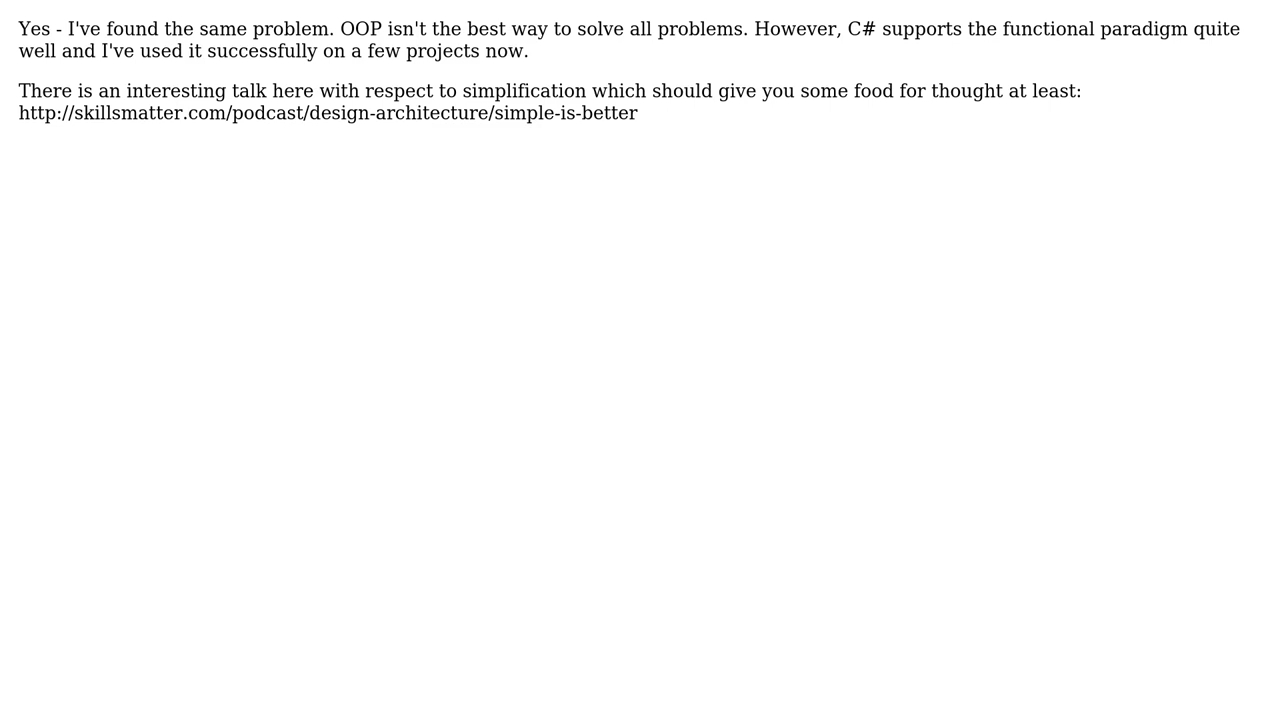 Yes - I've found the same problem. OOP isn't the best way to solve all problems. However, C# supports the functional paradigm quite
well and I've used it successfully on a few projects now.
There is an interesting talk here with respect to simplification which should give you some food for thought at least:
http://skillsmatter.com/podcast/design-architecture/simple-is-better